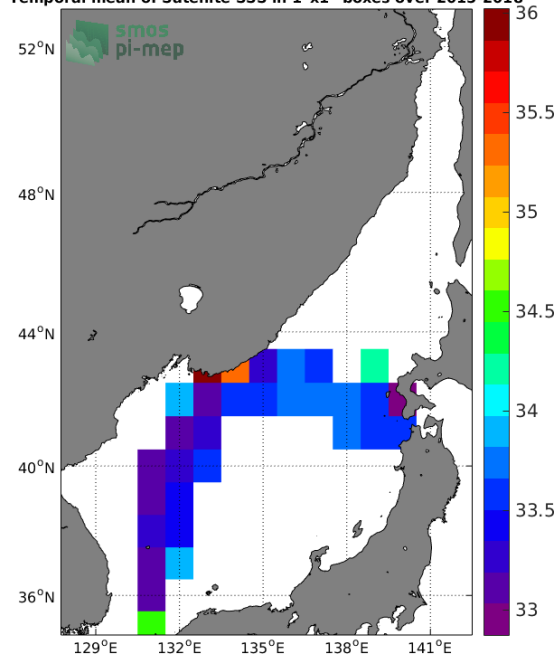 Temporal mean of Satellite SSS in 1°x1° boxes over 2015-2016
smos
pi-mep
52°N
48°N
44°N
40°N
36°N
129°E 132°E 135°E 138°E 141°E
36
35.5
35
34.5
34
33.5
33